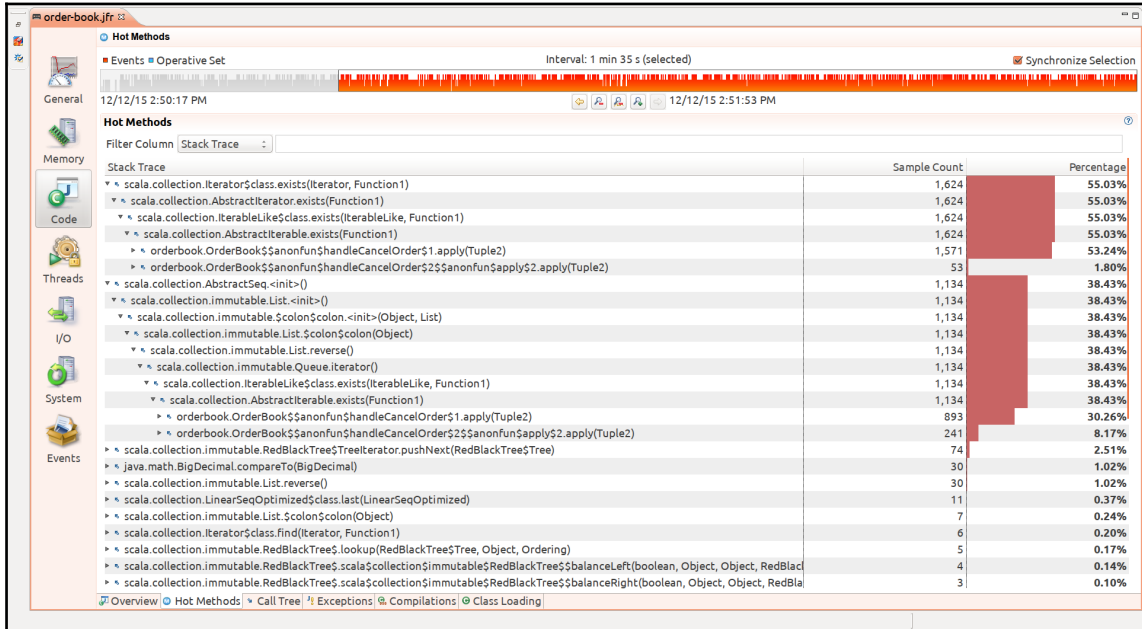 order-book.jfr
Hot Methods
Events Operative Set Interval: 1 min 35 s (selected) Synchronize Selection
12/12/15 2:50:17 PM 12/12/15 2:51:53 PM
General
Memory
Code
Threads
I/O
System
Events
Hot Methods
Filter Column Stack Trace
Stack Trace Sample Count Percentage
scala.collection.Iterator$class.exists(Iterator, Function1) 1,624 55.03%
scala.collection.AbstractIterator.exists(Function1) 1,624 55.03%
scala.collection.IterableLike$class.exists(IterableLike, Function1) 1,624 55.03%
scala.collection.AbstractIterable.exists(Function1) 1,624 55.03%
orderbook.OrderBook$$anonfun$handleCancelOrder$1.apply(Tuple2) 1,571 53.24%
orderbook.OrderBook$$anonfun$handleCancelOrder$2$$anonfun$apply$2.apply(Tuple2) 53 1.80%
scala.collection.AbstractSeq.<init>() 1,134 38.43%
scala.collection.immutable.List.<init>() 1,134 38.43%
scala.collection.immutable.$colon$colon.<init>(Object, List) 1,134 38.43%
scala.collection.immutable.List.$colon$colon(Object) 1,134 38.43%
scala.collection.immutable.List.reverse() 1,134 38.43%
scala.collection.immutable.Queue.iterator() 1,134 38.43%
scala.collection.IterableLike$class.exists(IterableLike, Function1) 1,134 38.43%
scala.collection.AbstractIterable.exists(Function1) 1,134 38.43%
orderbook.OrderBook$$anonfun$handleCancelOrder$1.apply(Tuple2) 893 30.26%
orderbook.OrderBook$$anonfun$handleCancelOrder$2$$anonfun$apply$2.apply(Tuple2) 241 8.17%
scala.collection.immutable.RedBlackTree$TreeIterator.pushNext(RedBlackTree$Tree) 74 2.51%
java.math.BigDecimal.compareTo(BigDecimal) 30 1.02%
scala.collection.immutable.List.reverse() 30 1.02%
scala.collection.LinearSeqOptimized$class.last(LinearSeqOptimized) 11 0.37%
scala.collection.immutable.List.$colon$colon(Object) 7 0.24%
scala.collection.Iterator$class.find(Iterator, Function1) 6 0.20%
scala.collection.immutable.RedBlackTree$.lookup(RedBlackTree$Tree, Object, Ordering) 5 0.17%
scala.collection.immutable.RedBlackTree$.scala$collection$immutable$RedBlackTree$$balanceLeft(boolean, Object, Object, RedBlacl 4 0.14%
scala.collection.immutable.RedBlackTree$.scala$collection$immutable$RedBlackTree$$balanceRight(boolean, Object, Object, RedBla 3 0.10%
Overview Hot Methods Call Tree Exceptions Compilations Class Loading